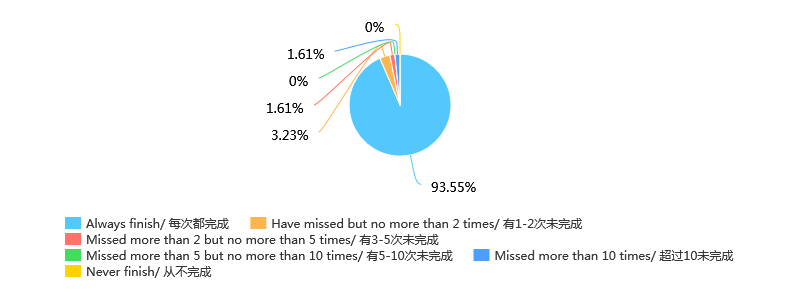 0%
1.61%
0%
1.61%
3.23%
93.55%
Always finish/ 每次都完成 Have missed but no more than 2 times/ 有1-2次未完成
Missed more than 2 but no more than 5 times/ 有3-5次未完成
Missed more than 5 but no more than 10 times/ 有5-10次未完成 Missed more than 10 times/ 超过10未完成
Never finish/ 从不完成